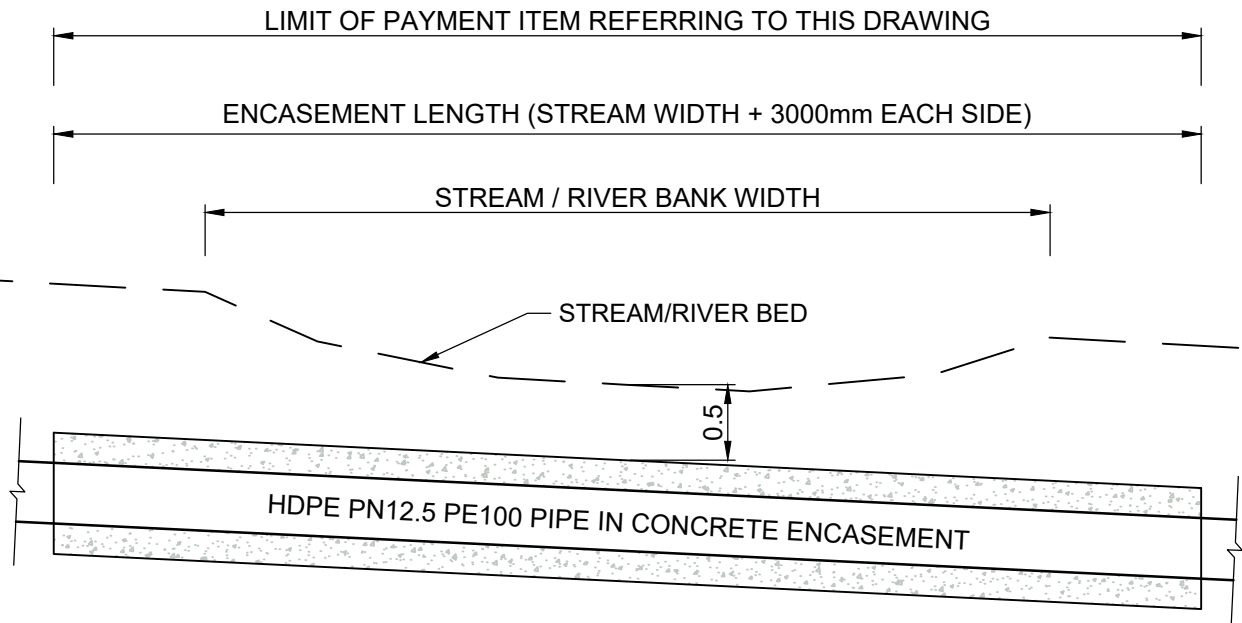 LIMIT OF PAYMENT ITEM REFERRING TO THIS DRAWING
ENCASEMENT LENGTH (STREAM WIDTH + 3000mm EACH SIDE)
STREAM / RIVER BANK WIDTH
STREAM/RIVER BED
0.5
HDPE PN12.5 PE100 PIPE IN CONCRETE ENCASEMENT